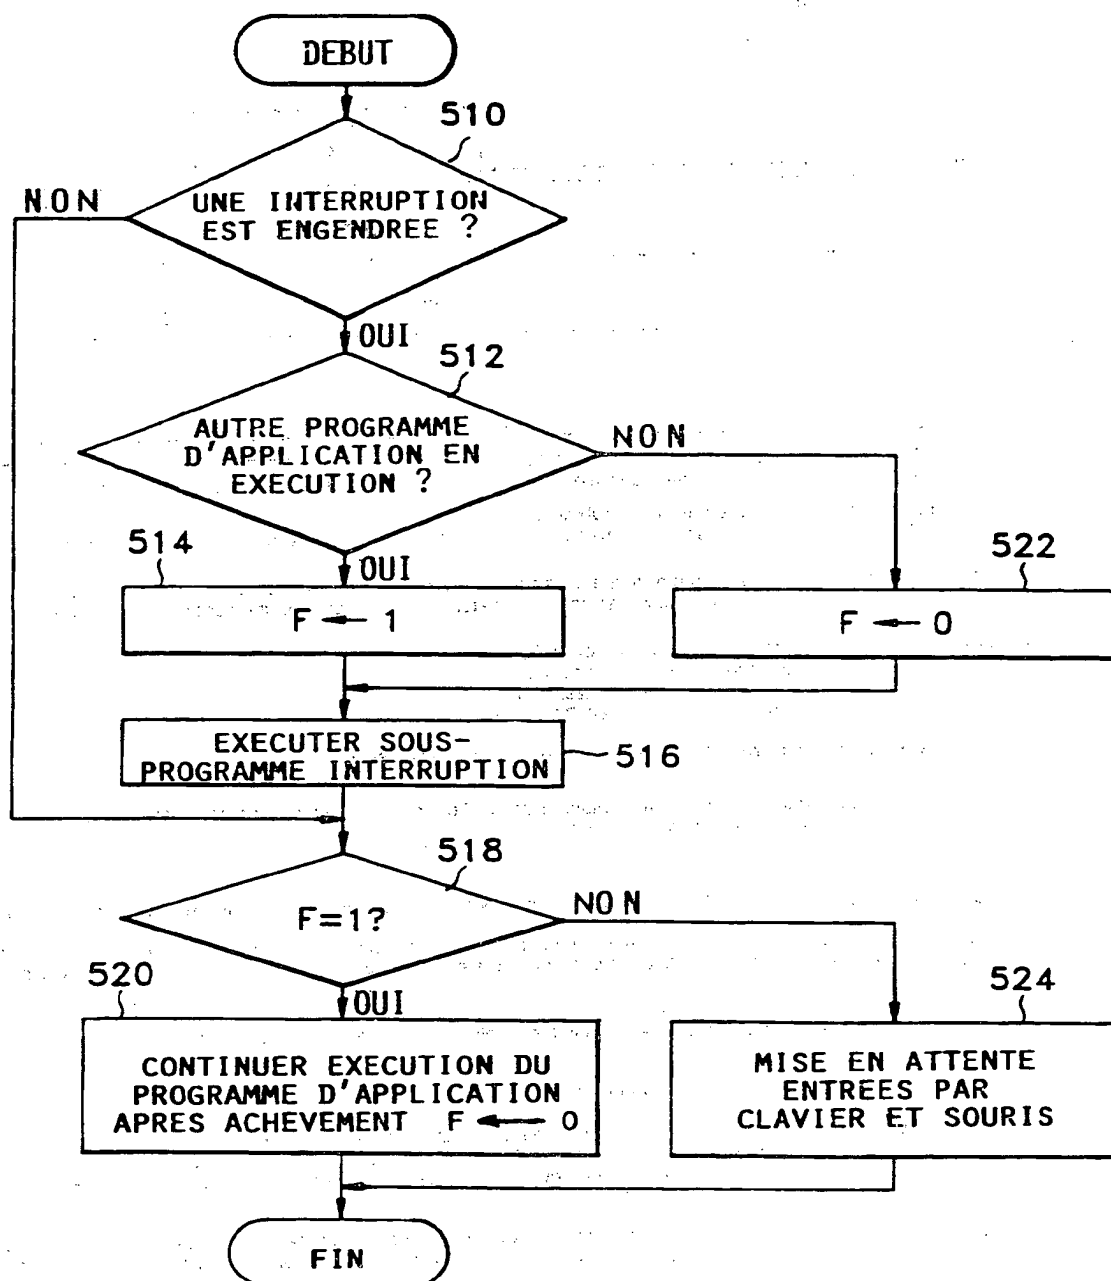 DEBUT
510
NON
UNE INTERRUPTION
EST ENGENDREE ?
OUI
512
AUTRE PROGRAMME
D'APPLICATION EN
EXECUTION ?
NON
514
OUI
522
F ← 1
F ← 0
EXECUTER SOUS-
PROGRAMME INTERRUPTION
516
518
F=1?
NON
520
OUI
524
CONTINUER EXECUTION DU
PROGRAMME D'APPLICATION
APRES ACHEVEMENT F ← 0
MISE EN ATTENTE
ENTREES PAR
CLAVIER ET SOURIS
FIN